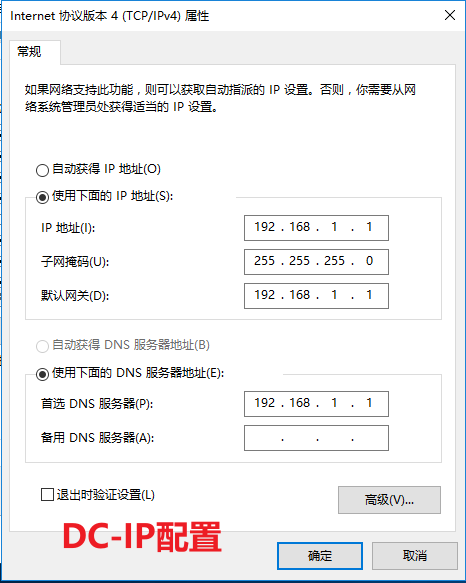 Internet 协议版本 4 (TCP/IPv4) 属性
常规
如果网络支持此功能，则可以获取自动指派的 IP 设置。否则，你需要从网
络系统管理员处获得适当的 IP 设置。
自动获得 IP 地址(O)
使用下面的 IP 地址(S):
IP 地址(I): 192 . 168 . 1 . 1
子网掩码(U): 255 . 255 . 255 . 0
默认网关(D): 192 . 168 . 1 . 1
自动获得 DNS 服务器地址(B)
使用下面的 DNS 服务器地址(E):
首选 DNS 服务器(P): 192 . 168 . 1 . 1
备用 DNS 服务器(A): . . .
退出时验证设置(L)
高级(V)...
DC-IP配置
确定 取消